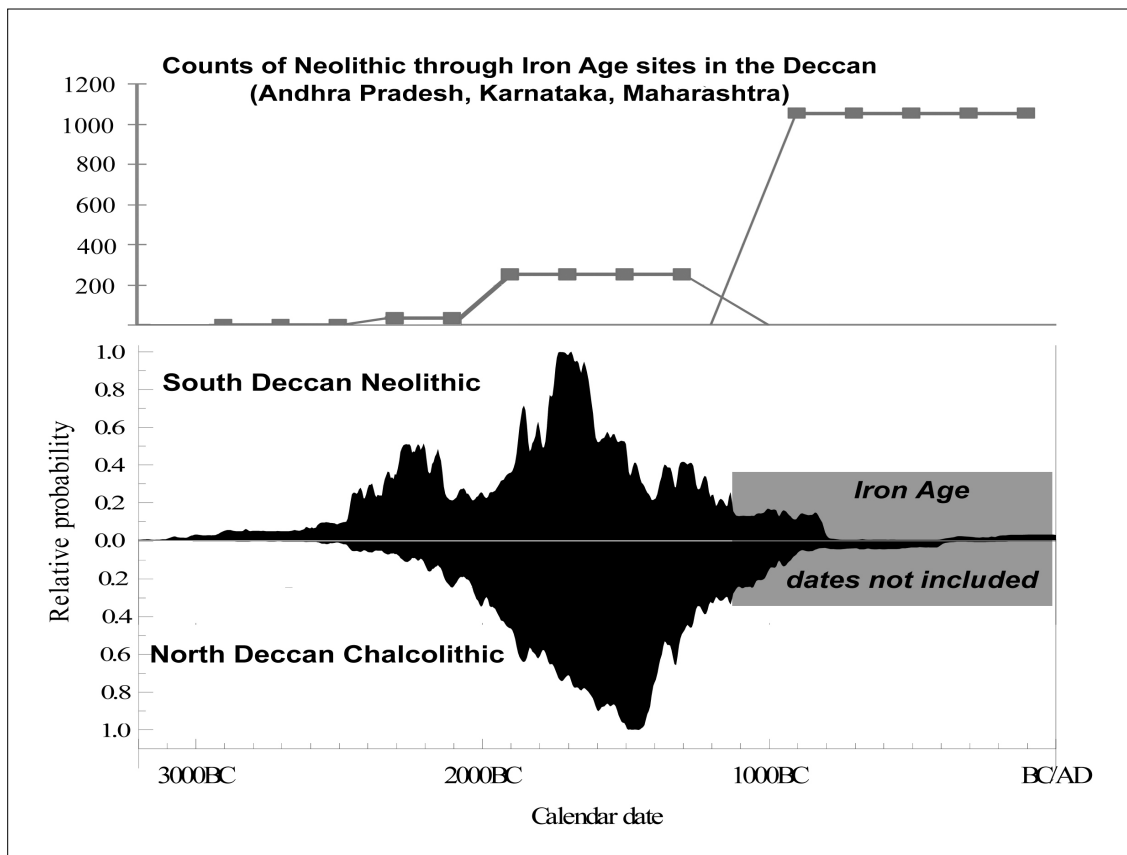 Counts of Neolithic through Iron Age sites in the Deccan
(Andhra Pradesh, Karnataka, Maharashtra)
1200
1000
800
600
400
200
1.0
South Deccan Neolithic
0.8
0.6
0.4
0.2
Iron Age
0.0
Relative probability
dates not included
0.2
0.4
0.6
North Deccan Chalcolithic
0.8
1.0
3000BC 2000BC 1000BC BC/AD
Calendar date